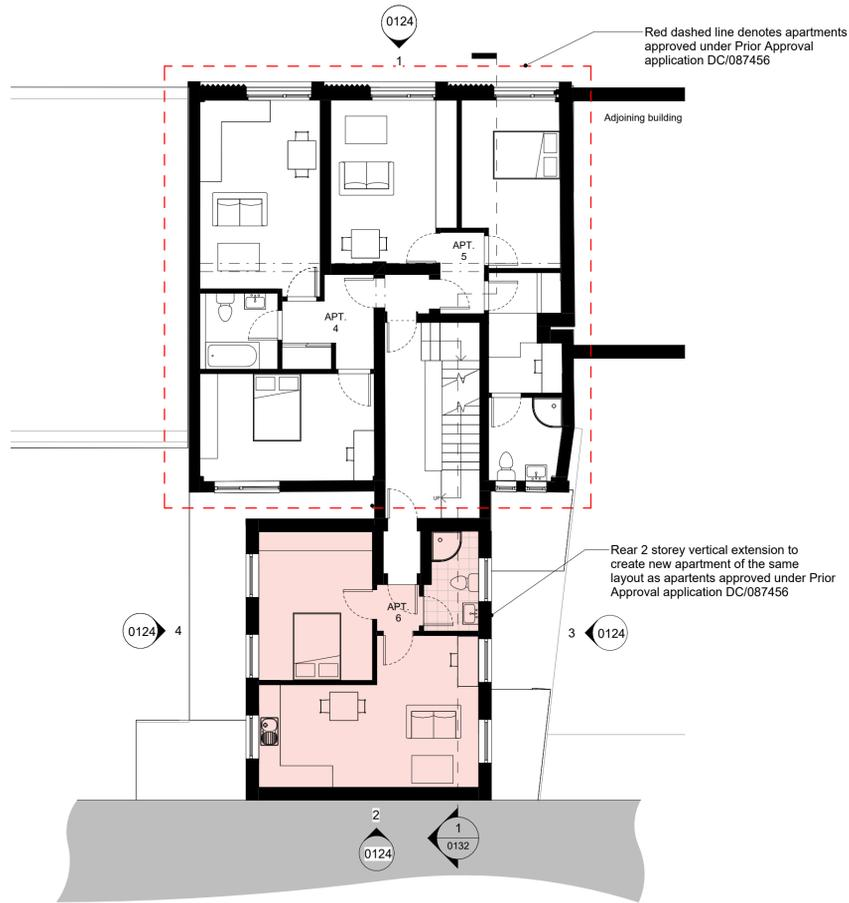 0124
1
Red dashed line denotes apartments
approved under Prior Approval
application DC/087456
Adjoining building
APT.
5
APT.
4
UP
Rear 2 storey vertical extension to
create new apartment of the same
layout as apartents approved under Prior
Approval application DC/087456
APT.
6
0124
4
3
0124
2
0124
1
0132